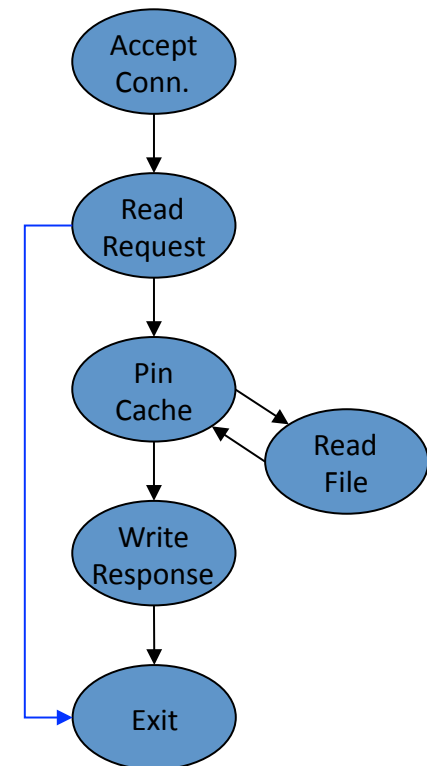 Accept
Conn.
Read
Request
Pin
Cache
Read
File
Write
Response
Exit